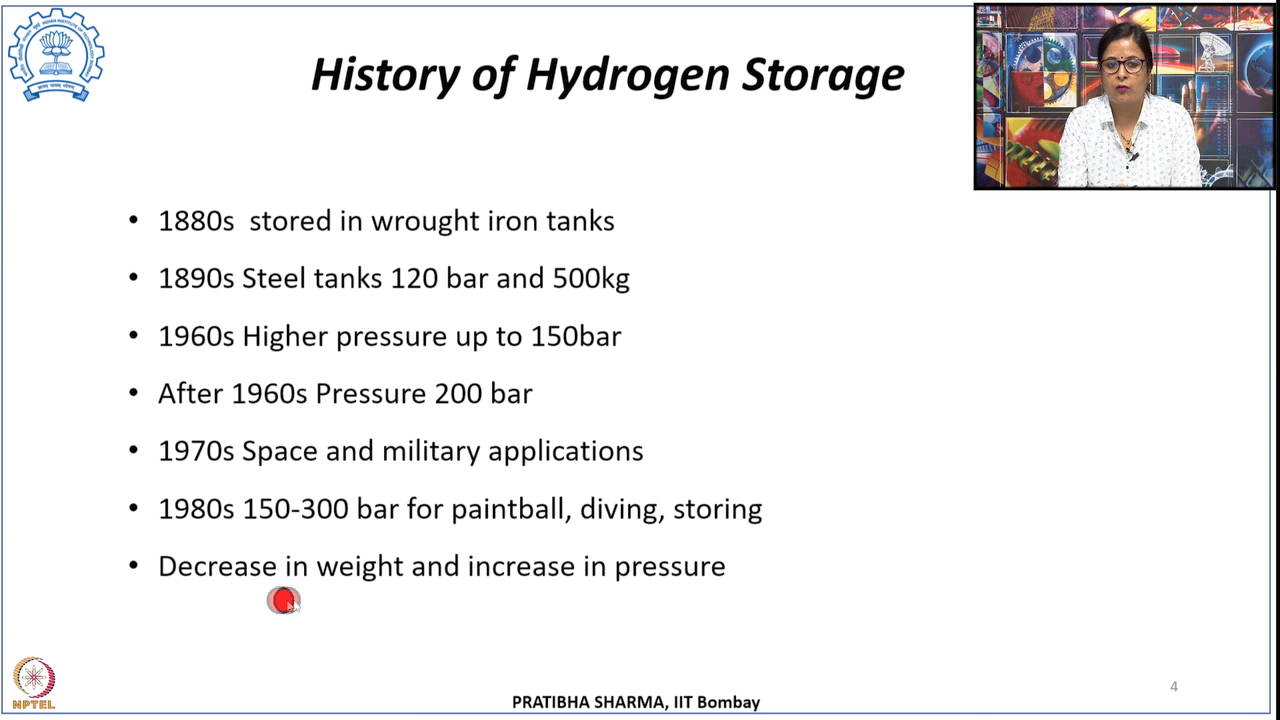 History of Hydrogen Storage
• 1880s  stored in wrought iron tanks
• 1890s Steel tanks 120 bar and 500kg
• 1960s Higher pressure up to 150bar
• After 1960s Pressure 200 bar
• 1970s Space and military applications
• 1980s 150-300 bar for paintball, diving, storing
• Decrease in weight and increase in pressure
NPTEL
PRATIBHA SHARMA, IIT Bombay
4